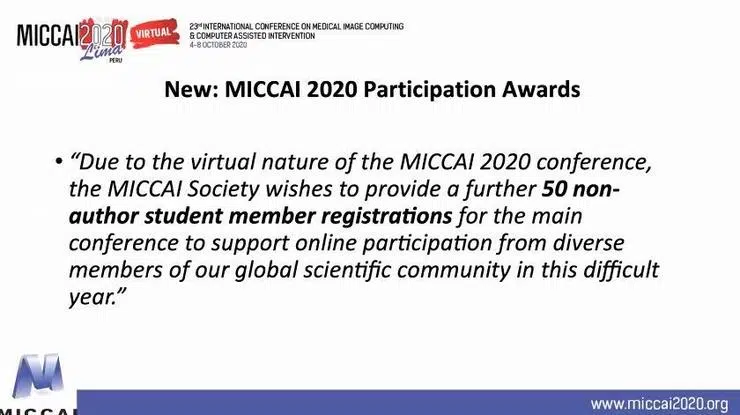 MICCAI 2020 VIRTUAL
Lima
PERU
23rd INTERNATIONAL CONFERENCE ON MEDICAL IMAGE COMPUTING
& COMPUTER ASSISTED INTERVENTION
4-8 OCTOBER 2020
New: MICCAI 2020 Participation Awards
• “Due to the virtual nature of the MICCAI 2020 conference,
the MICCAI Society wishes to provide a further 50 non-
author student member registrations for the main
conference to support online participation from diverse
members of our global scientific community in this difficult
year.”
MICCAI
www.miccai2020.org